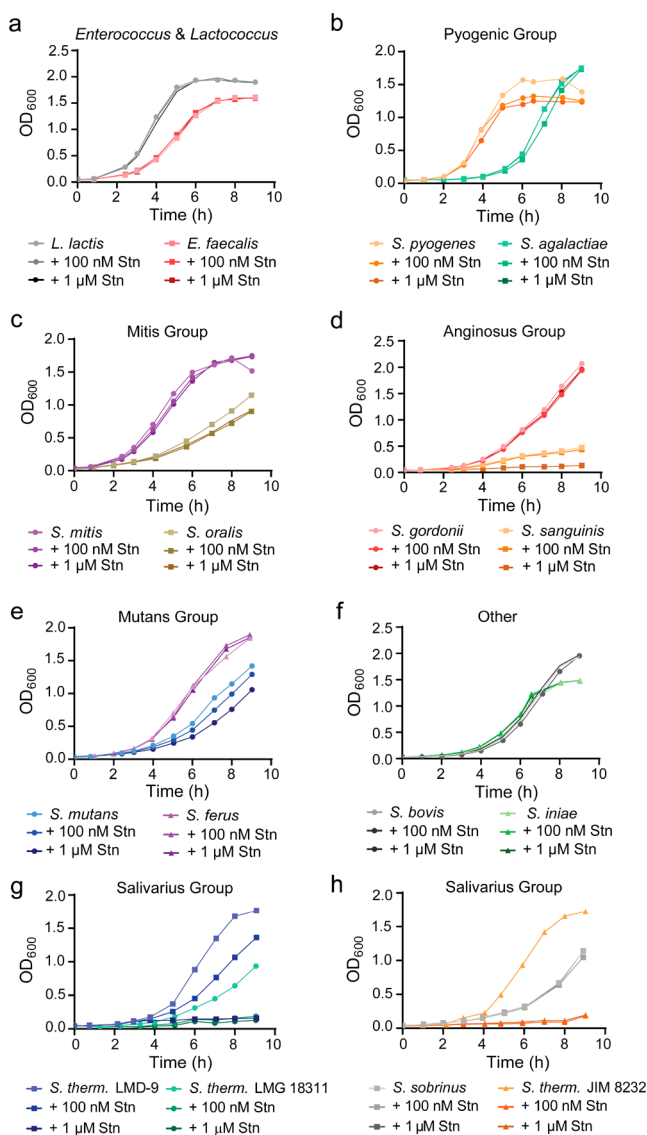 a
Enterococcus & Lactococcus
OD600
2.5
2.0
1.5
1.0
0.5
0.0
0 2 4 6 8 10
Time (h)
L. lactis
+ 100 nM Stn
+ 1 µM Stn
E. faecalis
+ 100 nM Stn
+ 1 µM Stn
b
Pyogenic Group
OD600
2.0
1.5
1.0
0.5
0.0
0 2 4 6 8 10
Time (h)
S. pyogenes
+ 100 nM Stn
+ 1 µM Stn
S. agalactiae
+ 100 nM Stn
+ 1 µM Stn
c
Mitis Group
OD600
2.0
1.5
1.0
0.5
0.0
0 2 4 6 8 10
Time (h)
S. mitis
+ 100 nM Stn
+ 1 µM Stn
S. oralis
+ 100 nM Stn
+ 1 µM Stn
d
Anginosus Group
OD600
2.5
2.0
1.5
1.0
0.5
0.0
0 2 4 6 8 10
Time (h)
S. gordonii
+ 100 nM Stn
+ 1 µM Stn
S. sanguinis
+ 100 nM Stn
+ 1 µM Stn
e
Mutans Group
OD600
2.0
1.5
1.0
0.5
0.0
0 2 4 6 8 10
Time (h)
S. mutans
+ 100 nM Stn
+ 1 µM Stn
S. ferus
+ 100 nM Stn
+ 1 µM Stn
f
Other
OD600
2.5
2.0
1.5
1.0
0.5
0.0
0 2 4 6 8 10
Time (h)
S. bovis
+ 100 nM Stn
+ 1 µM Stn
S. iniae
+ 100 nM Stn
+ 1 µM Stn
g
Salivarius Group
OD600
2.0
1.5
1.0
0.5
0.0
0 2 4 6 8 10
Time (h)
S. therm. LMD-9
+ 100 nM Stn
+ 1 µM Stn
S. therm. LMG 18311
+ 100 nM Stn
+ 1 µM Stn
h
Salivarius Group
OD600
2.0
1.5
1.0
0.5
0.0
0 2 4 6 8 10
Time (h)
S. sobrinus
+ 100 nM Stn
+ 1 µM Stn
S. therm. JIM 8232
+ 100 nM Stn
+ 1 µM Stn